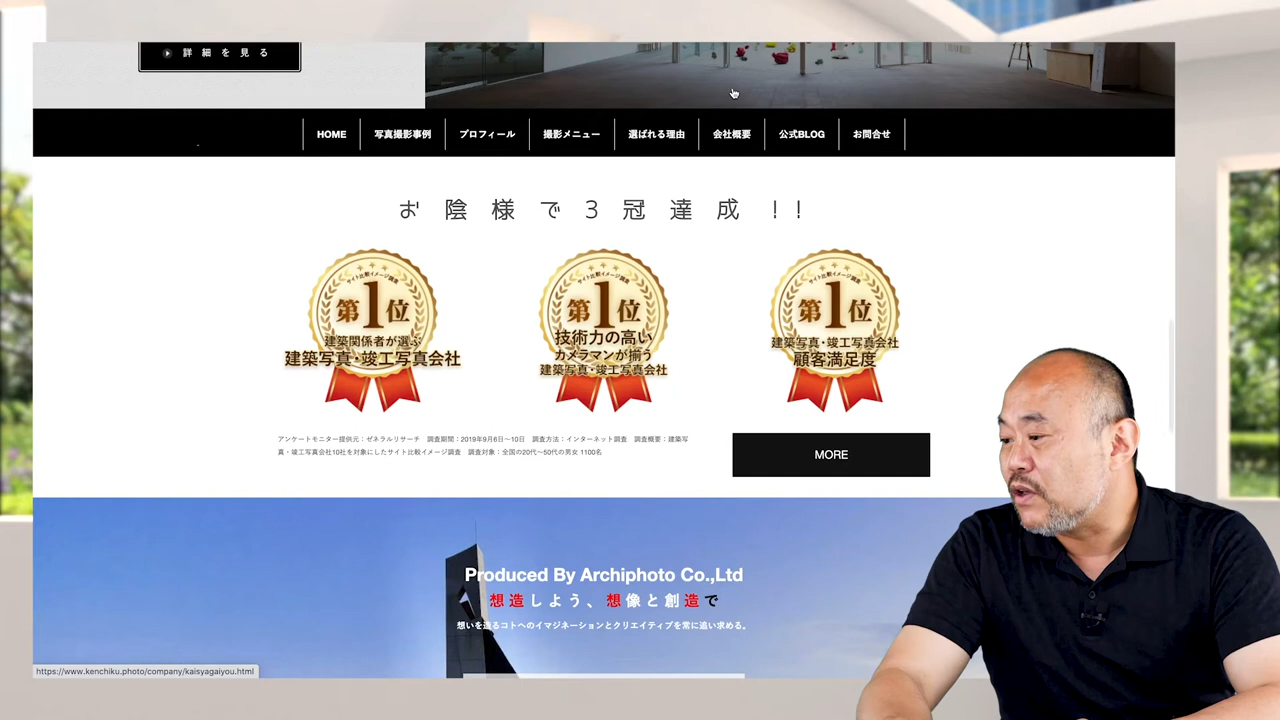 詳細を見る
HOME 写真撮影事例 プロフィール 撮影メニュー 選ばれる理由 会社概要 公式BLOG お問合せ
お陰様で3冠達成!!
サイト比較イメージ調査
第1位
建築関係者が選ぶ
建築写真・竣工写真会社
サイト比較イメージ調査
第1位
技術力の高い
カメラマンが揃う
建築写真・竣工写真会社
サイト比較イメージ調査
第1位
建築写真・竣工写真会社
顧客満足度
アンケートモニター提供元：ゼネラルリサーチ 調査期間：2019年9月6日〜10日 調査方法：インターネット調査 調査概要：建築写
真・竣工写真会社10社を対象にしたサイト比較イメージ調査 調査対象：全国の20代〜50代の男女 1100名
MORE
Produced By Archiphoto Co.,Ltd
想造しよう、想像と創造で
想いを造るコトへのイマジネーションとクリエイティブを常に追い求める。
https://www.kenchiku.photo/company/kaisyagaiyou.html